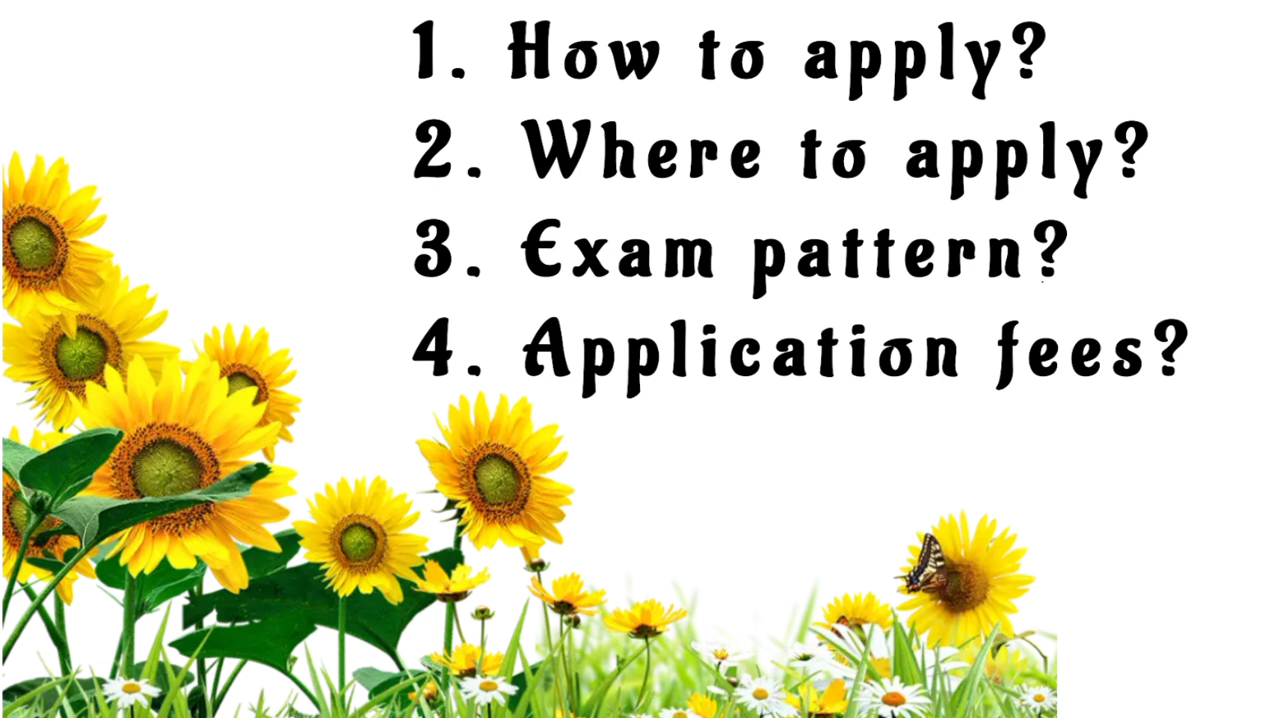 1. How to apply?
2. Where to apply?
3. Exam pattern?
4. Application fees?